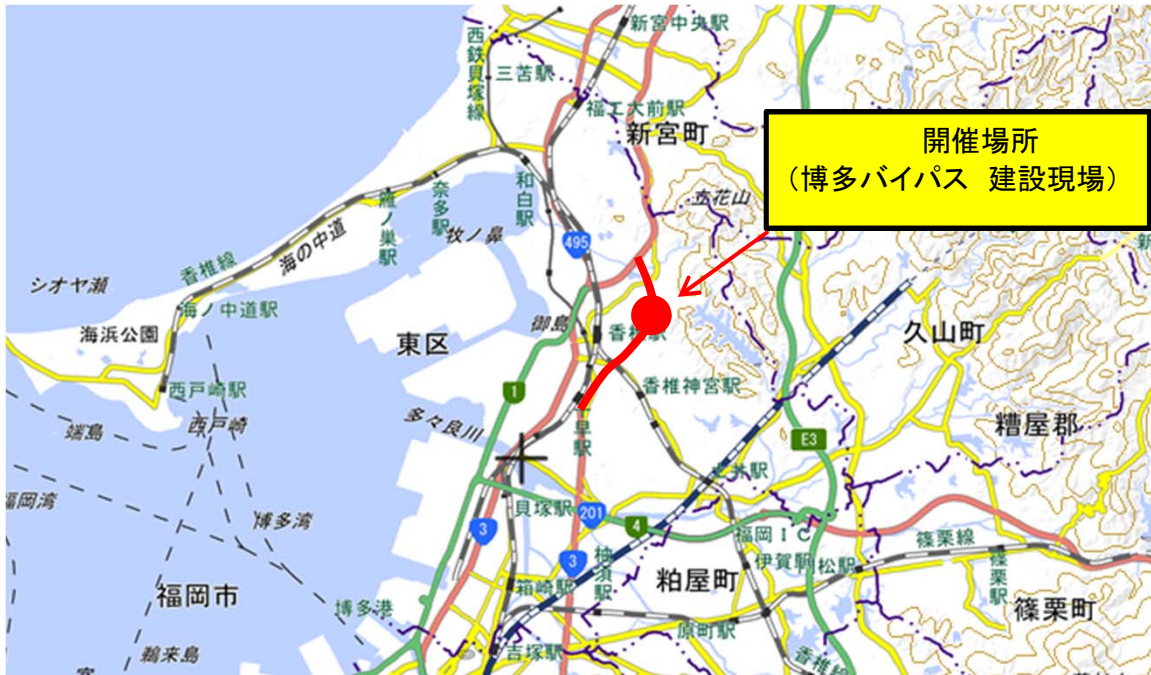 新宮中央駅
西鉄貝塚線
三苫駅
福工大前駅
新宮町
開催場所
（博多バイパス 建設現場）
立花山
和白駅
奈多駅
雁ノ巣駅
牧ノ鼻
海の中道
495
香椎線
シオヤ瀬
海ノ中道駅
海浜公園
御島
香椎駅
東区
久山町
西戸崎駅
1
香椎神宮駅
多々良川
西戸崎
端島
千早駅
E3
糟屋郡
土井駅
福岡湾
博多湾
貝塚駅
201
3
4
福岡IC
篠栗線
柚須駅
3
伊賀駅
門松駅
篠栗駅
箱崎駅
粕屋町
福岡市
博多港
篠栗町
原町駅
鵜来島
吉塚駅
香椎線